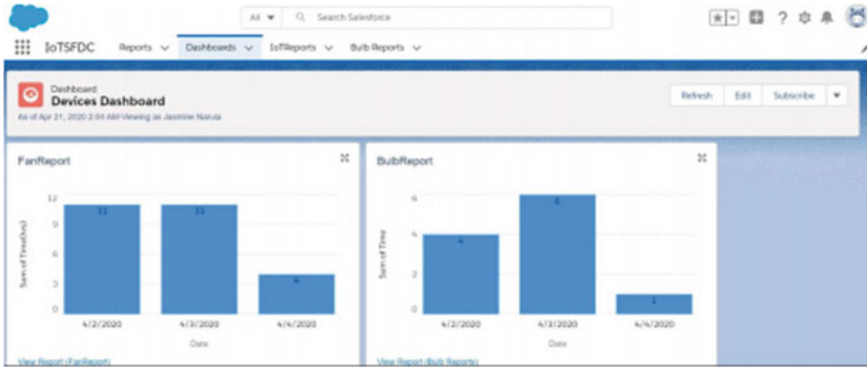 All ▼ Search Salesforce
IoTSFDC Reports Dashboards IoTReports Bulb Reports
Dashboard
Devices Dashboard
As of Apr 21, 2020 2:04 AM·Viewing as Jasmine Narula
Refresh Edit Subscribe ▼
FanReport
Sum of Time(hrs)
12
9
6
3
0
11 11 4
4/2/2020 4/3/2020 4/4/2020
Date
View Report (FanReport)
BulbReport
Sum of Time
6
4
2
0
4 6 1
4/2/2020 4/3/2020 4/4/2020
Date
View Report (Bulb Reports)